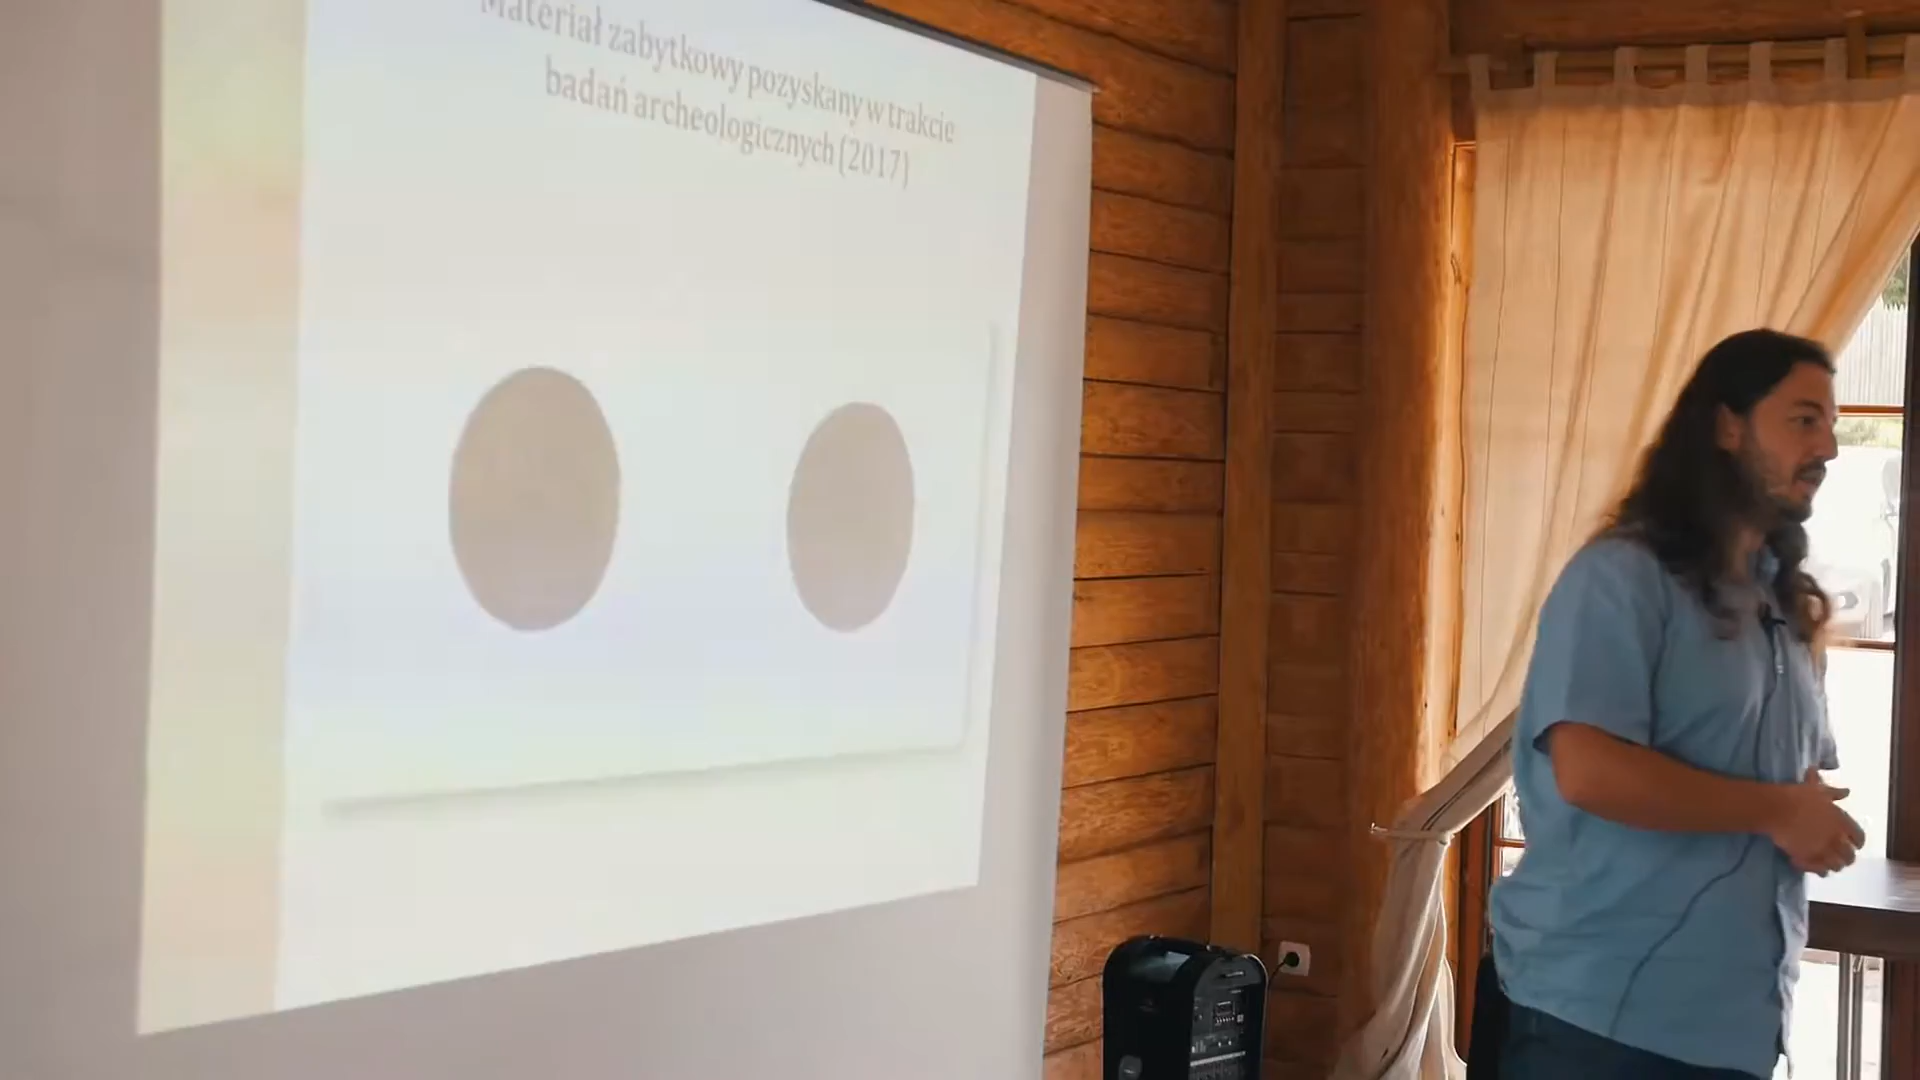 Materiał zabytkowy pozyskany w trakcie
badań archeologicznych (2017)